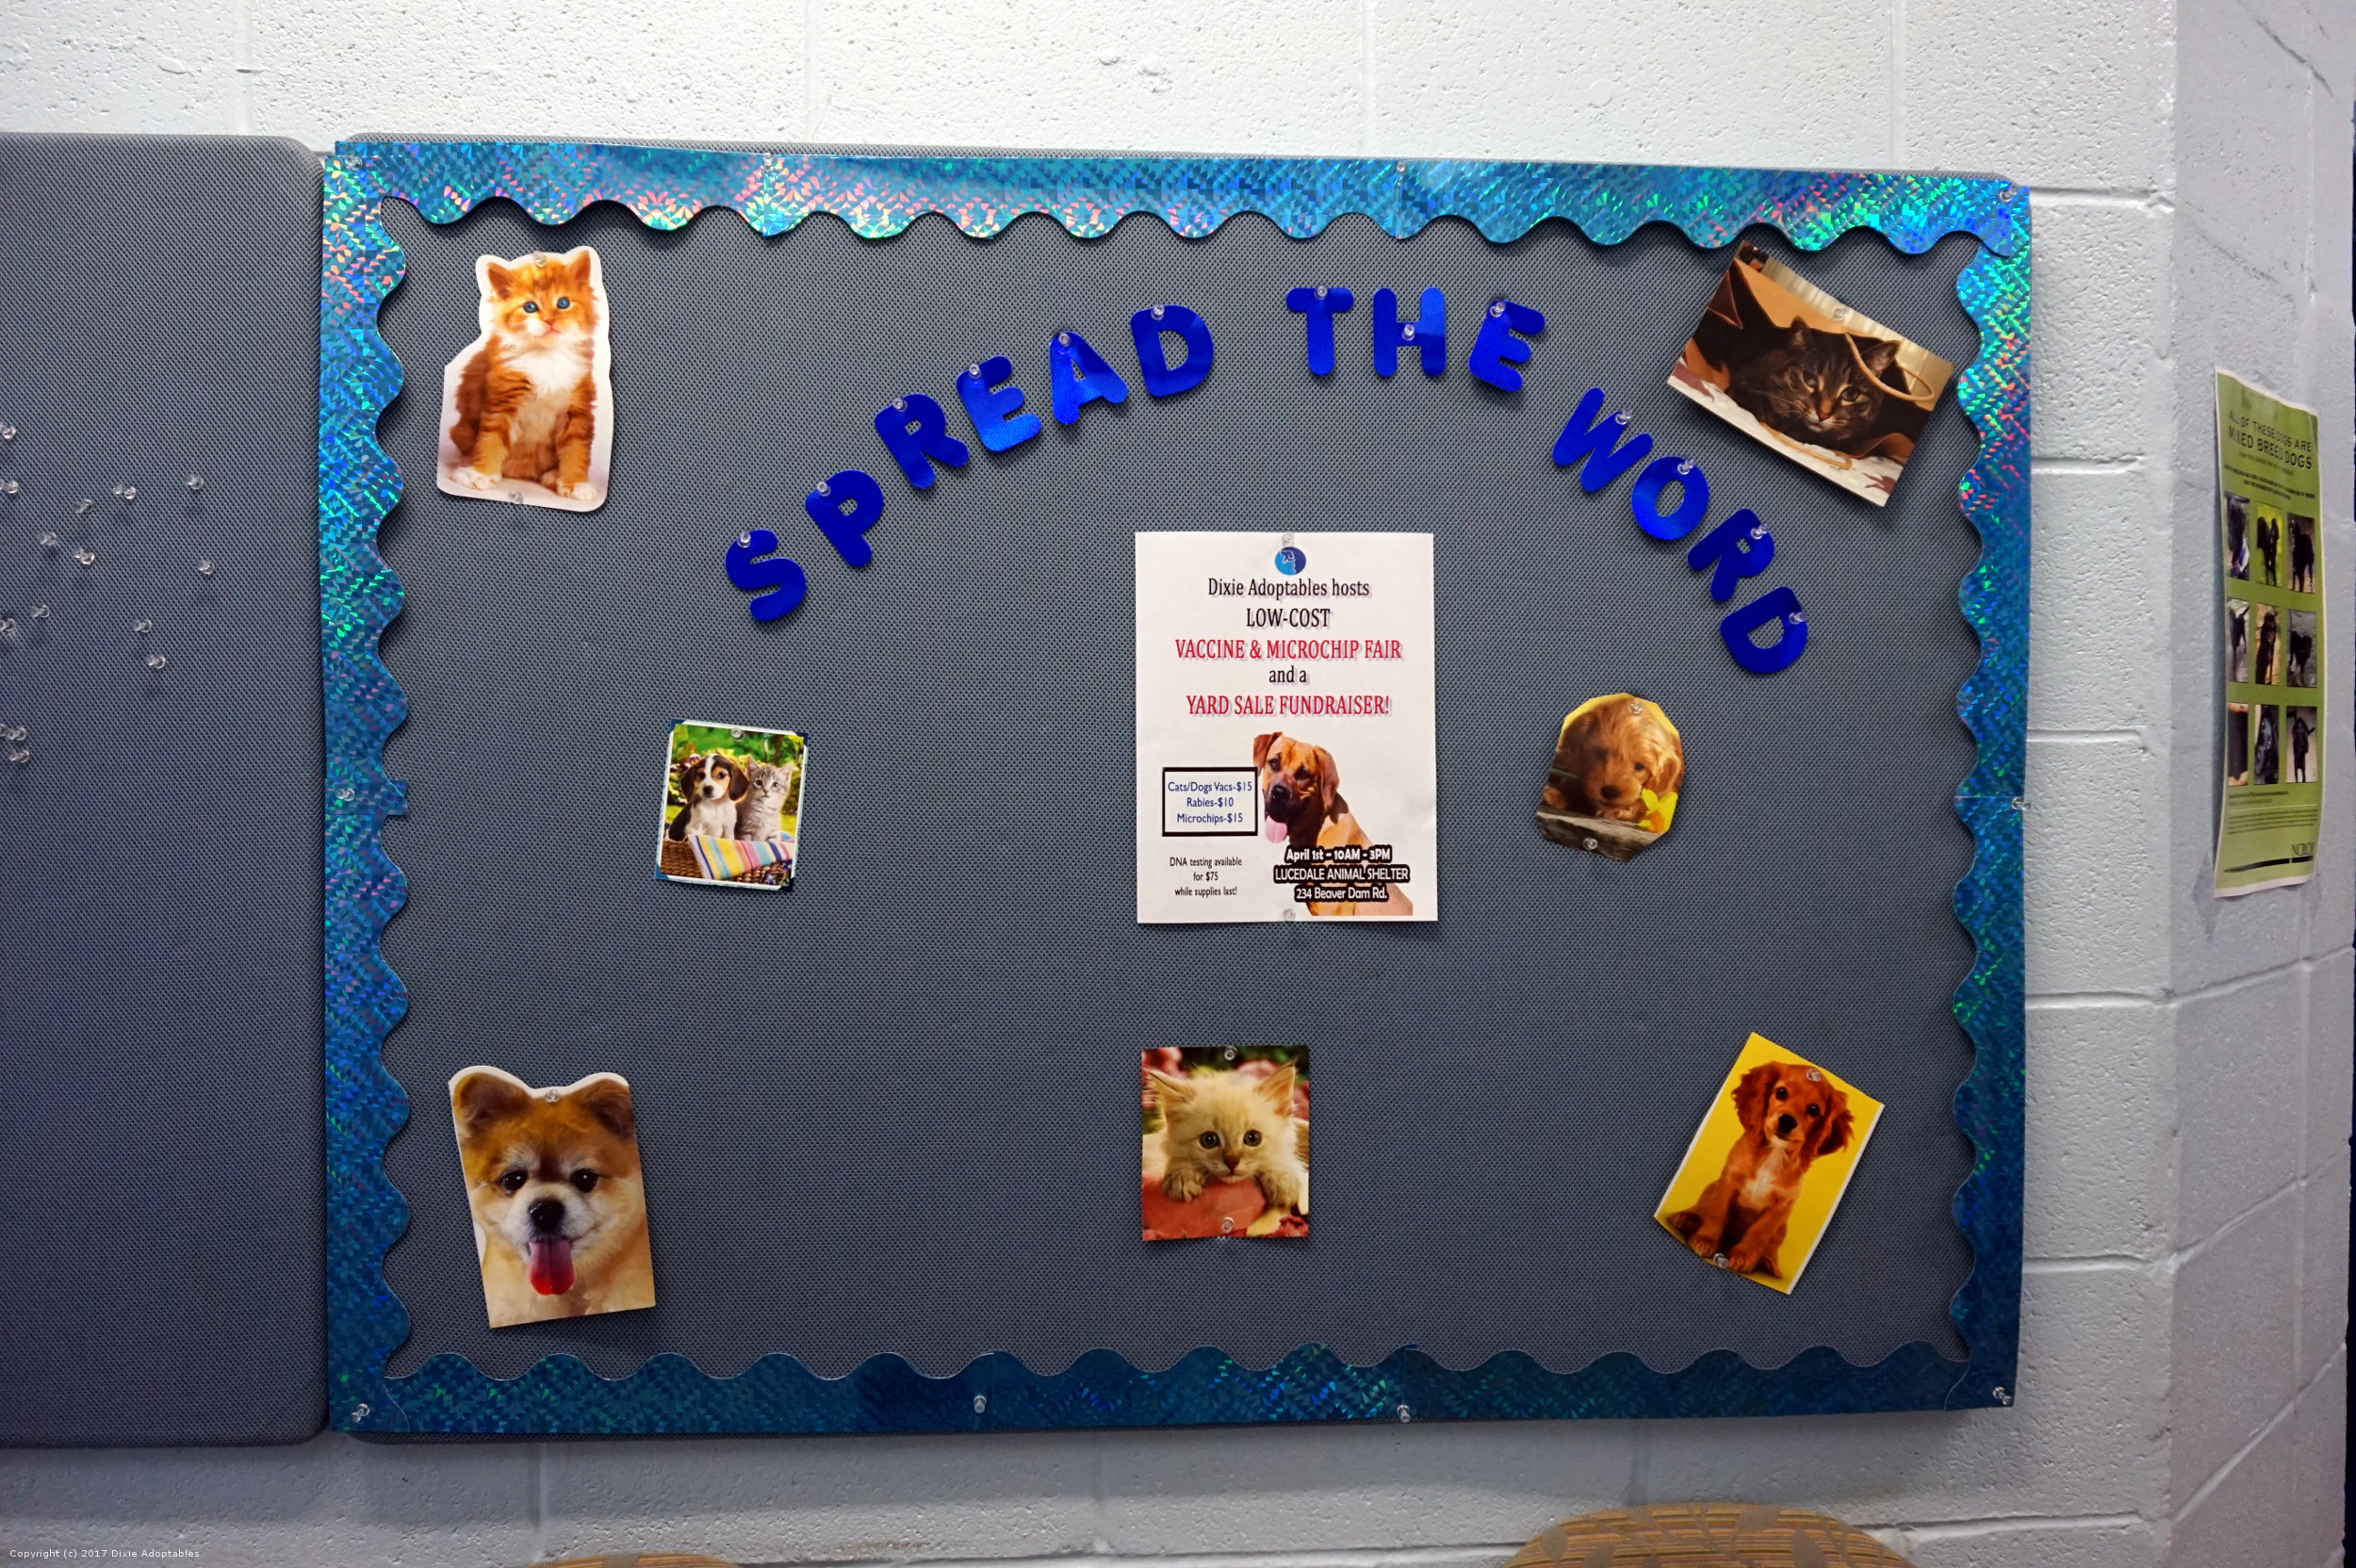 SPREAD THE WORD
Dixie Adoptables hosts
LOW-COST
VACCINE & MICROCHIP FAIR
and a
YARD SALE FUNDRAISER!
Cats/Dogs Vacs-$15
Rabies-$10
Microchips-$15
DNA testing available
for $75
while supplies last!
April 1st - 10AM - 3PM
LUCEDALE ANIMAL SHELTER
234 Beaver Dam Rd.
ALL OF THESE DOGS ARE
MIXED BREED DOGS
Copyright (c) 2017 Dixie Adoptables